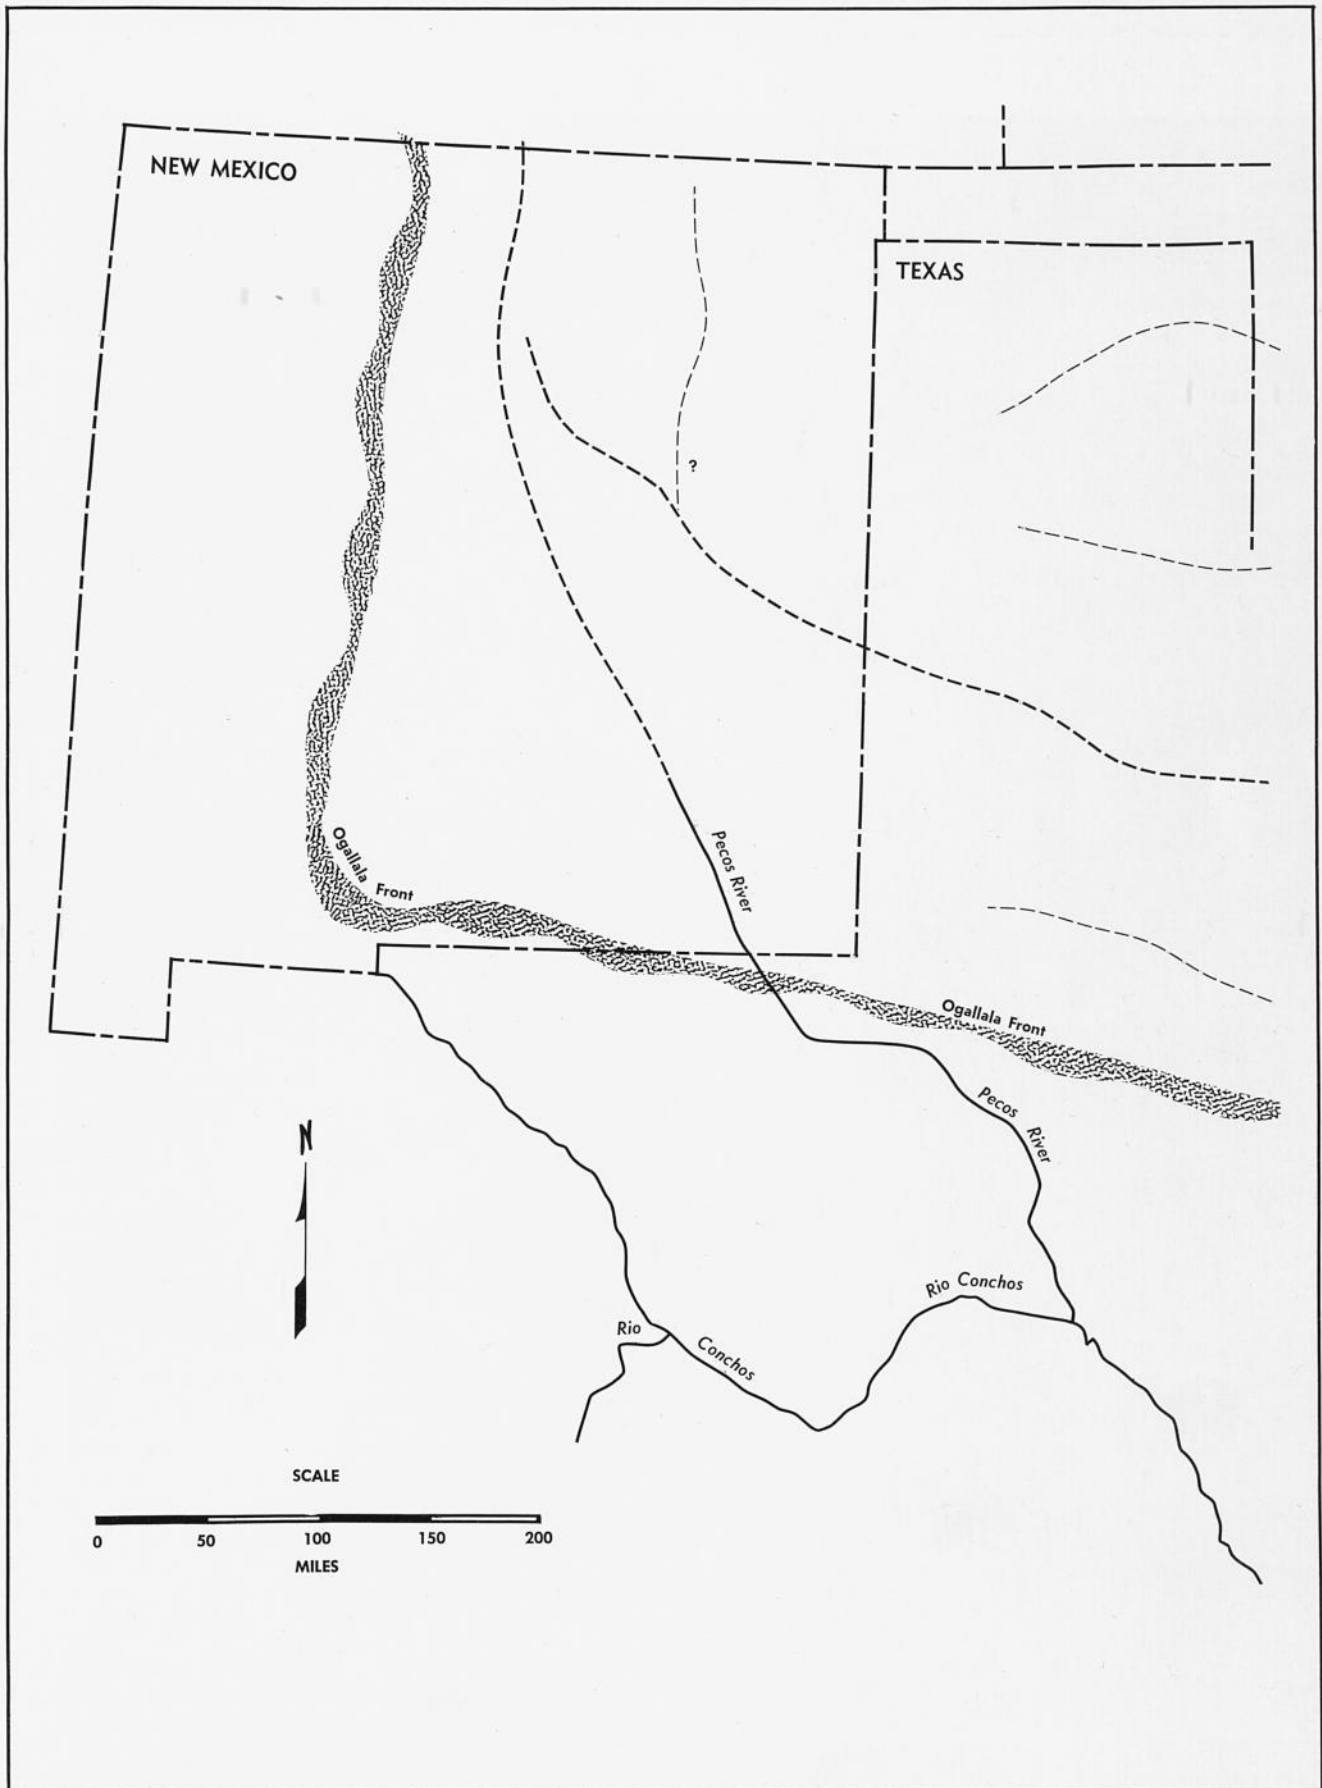 NEW MEXICO
TEXAS
?
Pecos River
Ogallala Front
Ogallala Front
Pecos River
N
Rio Conchos
Rio Conchos
SCALE
0 50 100 150 200
MILES